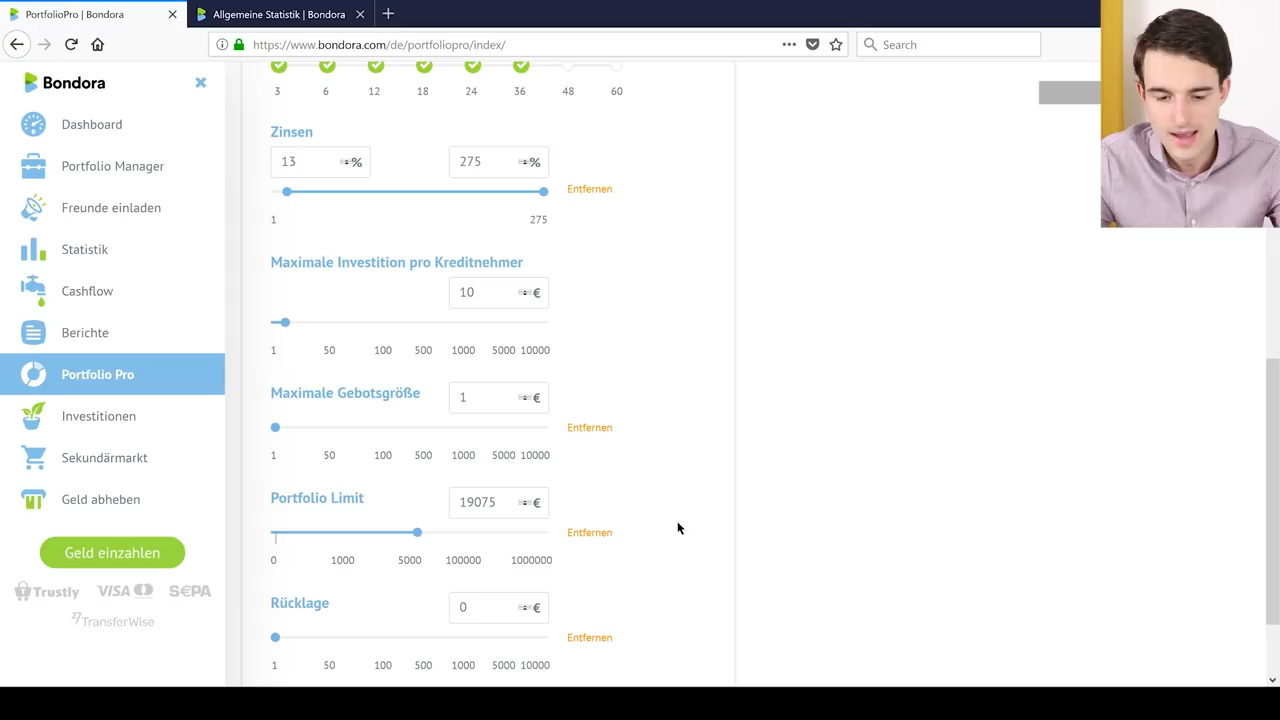 PortfolioPro | Bondora
Allgemeine Statistik | Bondora
https://www.bondora.com/de/portfoliopro/index/
Search
Bondora
Dashboard
Portfolio Manager
Freunde einladen
Statistik
Cashflow
Berichte
Portfolio Pro
Investitionen
Sekundärmarkt
Geld abheben
Geld einzahlen
Trustly VISA SEPA
TransferWise
3 6 12 18 24 36 48 60
Zinsen
13 % 275 %
Entfernen
1 275
Maximale Investition pro Kreditnehmer
10 €
1 50 100 500 1000 5000 10000
Maximale Gebotsgröße
1 €
Entfernen
1 50 100 500 1000 5000 10000
Portfolio Limit
19075 €
Entfernen
0 1000 5000 100000 1000000
Rücklage
0 €
Entfernen
1 50 100 500 1000 5000 10000